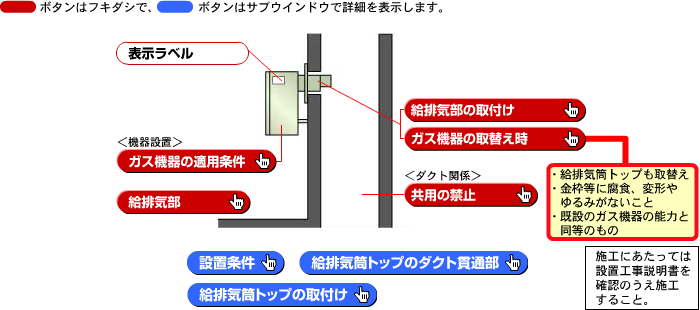 ボタンはフキダシで、 ボタンはサブウインドウで詳細を表示します。
表示ラベル
給排気部の取付け
ガス機器の取替え時
＜機器設置＞
ガス機器の適用条件
給排気部
＜ダクト関係＞
共用の禁止
・給排気筒トップも取替え
・金枠等に腐食、変形や
ゆるみがないこと
・既設のガス機器の能力と
同等のもの
設置条件
給排気筒トップのダクト貫通部
給排気筒トップの取付け
施工にあたっては
設置工事説明書を
確認のうえ施工
すること。